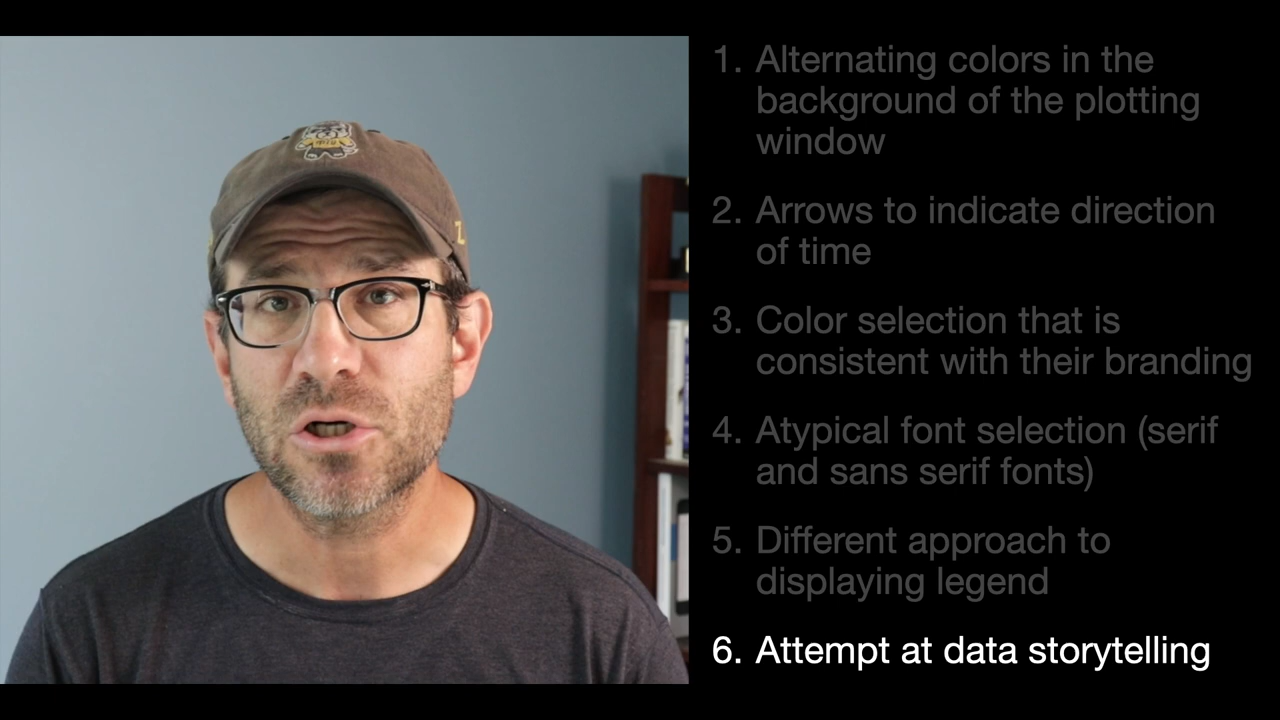 1. Alternating colors in the
background of the plotting
window
2. Arrows to indicate direction
of time
3. Color selection that is
consistent with their branding
4. Atypical font selection (serif
and sans serif fonts)
5. Different approach to
displaying legend
6. Attempt at data storytelling